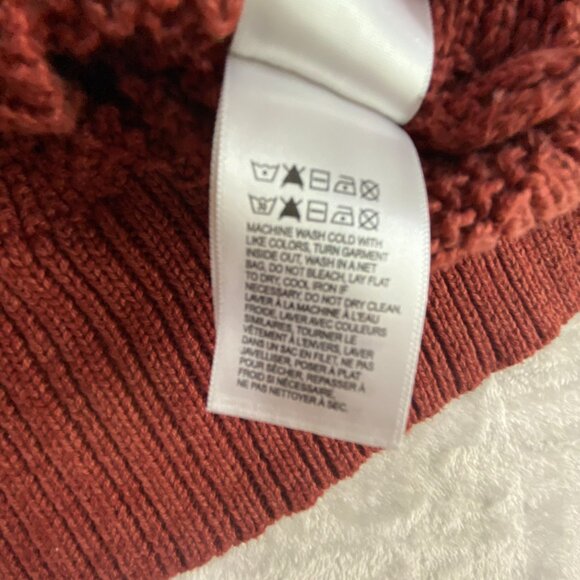 MACHINE WASH COLD WITH
LIKE COLORS, TURN GARMENT
INSIDE OUT, WASH IN A NET
BAG, DO NOT BLEACH, LAY FLAT
TO DRY, COOL IRON IF
NECESSARY, DO NOT DRY CLEAN.
LAVER À LA MACHINE À L'EAU
FROIDE, LAVER AVEC COULEURS
SIMILAIRES, TOURNER LE
VÊTEMENT À L'ENVERS, LAVER
DANS UN SAC EN FILET, NE PAS
JAVELLISER, POSER À PLAT
POUR SÉCHER, REPASSER À
FROID SI NÉCESSAIRE,
NE PAS NETTOYER À SEC.